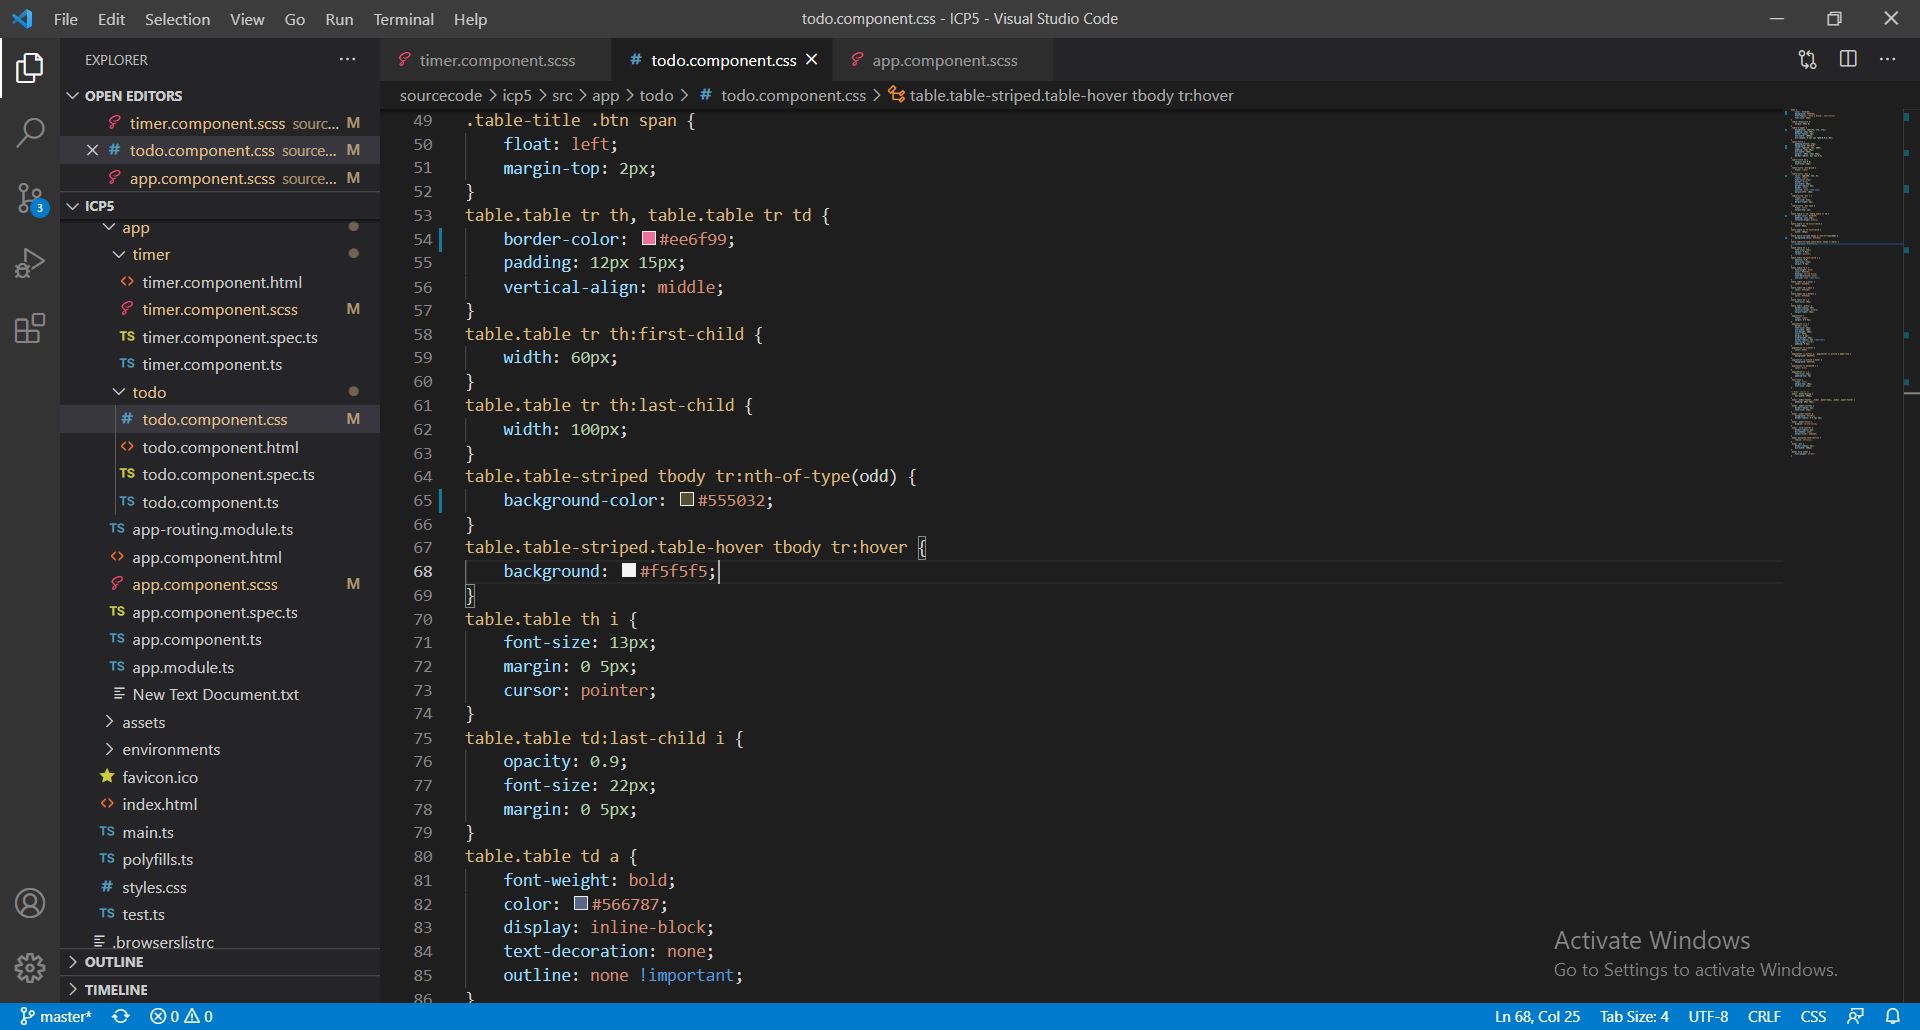 File Edit Selection View Go Run Terminal Help
todo.component.css - ICP5 - Visual Studio Code
EXPLORER
timer.component.scss
# todo.component.css
app.component.scss
OPEN EDITORS
timer.component.scss sourc... M
# todo.component.css source... M
app.component.scss source... M
ICP5
app
timer
<> timer.component.html
timer.component.scss M
TS timer.component.spec.ts
TS timer.component.ts
todo
# todo.component.css M
<> todo.component.html
TS todo.component.spec.ts
TS todo.component.ts
TS app-routing.module.ts
<> app.component.html
app.component.scss M
TS app.component.spec.ts
TS app.component.ts
TS app.module.ts
New Text Document.txt
assets
environments
favicon.ico
<> index.html
TS main.ts
TS polyfills.ts
# styles.css
TS test.ts
.browserslistrc
OUTLINE
TIMELINE
3
sourcecode > icp5 > src > app > todo > # todo.component.css > table.table-striped.table-hover tbody tr:hover
49 .table-title .btn span {
50 float: left;
51 margin-top: 2px;
52 }
53 table.table tr th, table.table tr td {
54 border-color: #ee6f99;
55 padding: 12px 15px;
56 vertical-align: middle;
57 }
58 table.table tr th:first-child {
59 width: 60px;
60 }
61 table.table tr th:last-child {
62 width: 100px;
63 }
64 table.table-striped tbody tr:nth-of-type(odd) {
65 background-color: #555032;
66 }
67 table.table-striped.table-hover tbody tr:hover {
68 background: #f5f5f5;
69 }
70 table.table th i {
71 font-size: 13px;
72 margin: 0 5px;
73 cursor: pointer;
74 }
75 table.table td:last-child i {
76 opacity: 0.9;
77 font-size: 22px;
78 margin: 0 5px;
79 }
80 table.table td a {
81 font-weight: bold;
82 color: #566787;
83 display: inline-block;
84 text-decoration: none;
85 outline: none !important;
86 }
Activate Windows
Go to Settings to activate Windows.
master* 0 0
Ln 68, Col 25 Tab Size: 4 UTF-8 CRLF CSS